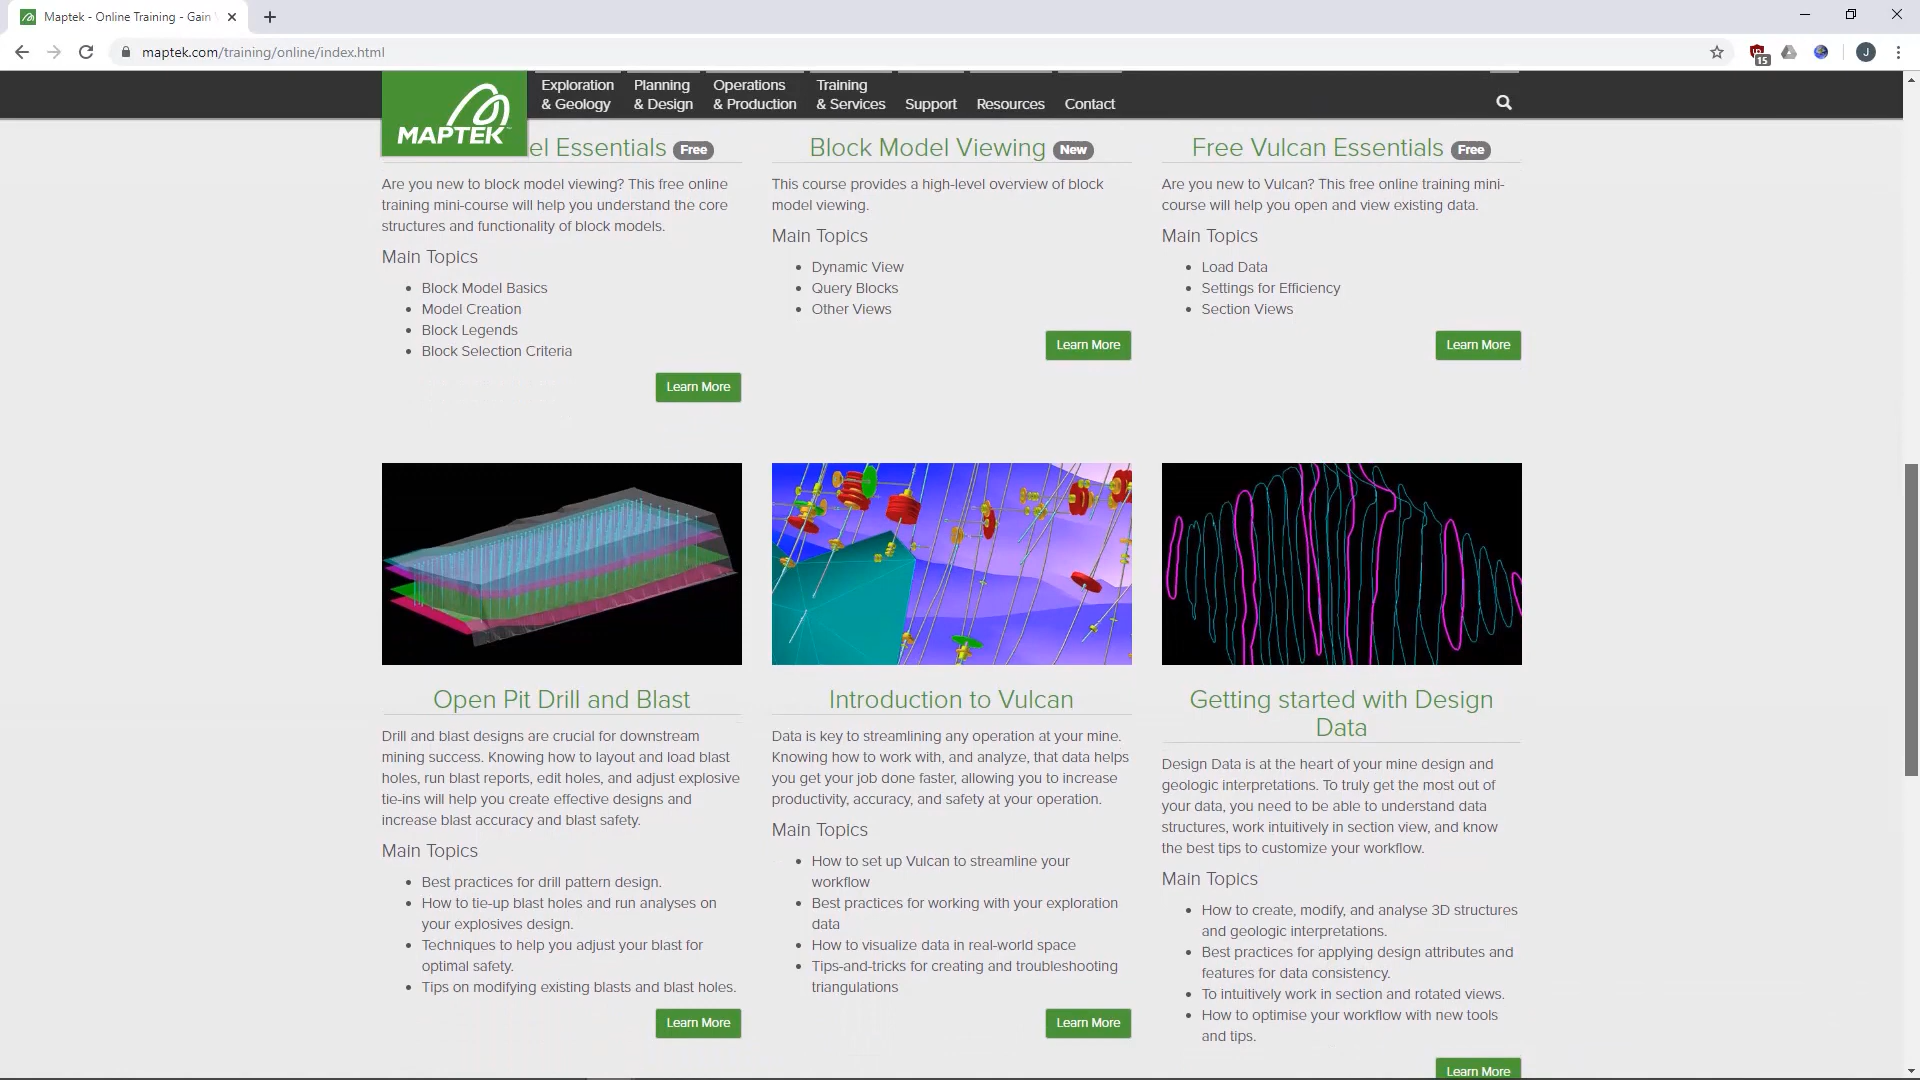 Maptek - Online Training - Gain
maptek.com/training/online/index.html
15
J
MAPTEK
Exploration
& Geology
Planning
& Design
Operations
& Production
Training
& Services
Support
Resources
Contact
el Essentials Free
Are you new to block model viewing? This free online
training mini-course will help you understand the core
structures and functionality of block models.
Main Topics
• Block Model Basics
• Model Creation
• Block Legends
• Block Selection Criteria
Learn More
Block Model Viewing New
This course provides a high-level overview of block
model viewing.
Main Topics
• Dynamic View
• Query Blocks
• Other Views
Learn More
Free Vulcan Essentials Free
Are you new to Vulcan? This free online training mini-
course will help you open and view existing data.
Main Topics
• Load Data
• Settings for Efficiency
• Section Views
Learn More
Open Pit Drill and Blast
Drill and blast designs are crucial for downstream
mining success. Knowing how to layout and load blast
holes, run blast reports, edit holes, and adjust explosive
tie-ins will help you create effective designs and
increase blast accuracy and blast safety.
Main Topics
• Best practices for drill pattern design.
• How to tie-up blast holes and run analyses on
your explosives design.
• Techniques to help you adjust your blast for
optimal safety.
• Tips on modifying existing blasts and blast holes.
Learn More
Introduction to Vulcan
Data is key to streamlining any operation at your mine.
Knowing how to work with, and analyze, that data helps
you get your job done faster, allowing you to increase
productivity, accuracy, and safety at your operation.
Main Topics
• How to set up Vulcan to streamline your
workflow
• Best practices for working with your exploration
data
• How to visualize data in real-world space
• Tips-and-tricks for creating and troubleshooting
triangulations
Learn More
Getting started with Design
Data
Design Data is at the heart of your mine design and
geologic interpretations. To truly get the most out of
your data, you need to be able to understand data
structures, work intuitively in section view, and know
the best tips to customize your workflow.
Main Topics
• How to create, modify, and analyse 3D structures
and geologic interpretations.
• Best practices for applying design attributes and
features for data consistency.
• To intuitively work in section and rotated views.
• How to optimise your workflow with new tools
and tips.
Learn More